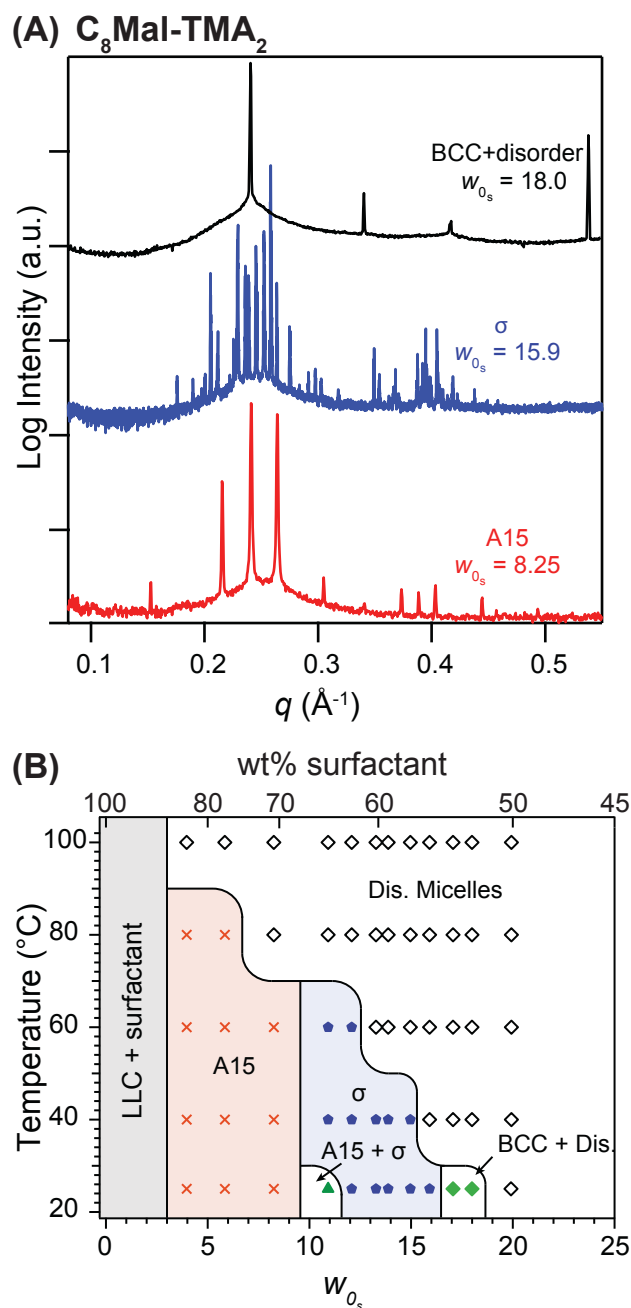 (A) C₈Mal-TMA₂
BCC+disorder
w₀ₛ = 18.0
σ
w₀ₛ = 15.9
A15
w₀ₛ = 8.25
Log Intensity (a.u.)
0.1 0.2 0.3 0.4 0.5
q (Å⁻¹)
(B) wt% surfactant
100 80 70 60 50 45
100
80
60
40
20
Temperature (°C)
LLC + surfactant
Dis. Micelles
A15
σ
A15 + σ
BCC + Dis.
0 5 10 15 20 25
w₀ₛ